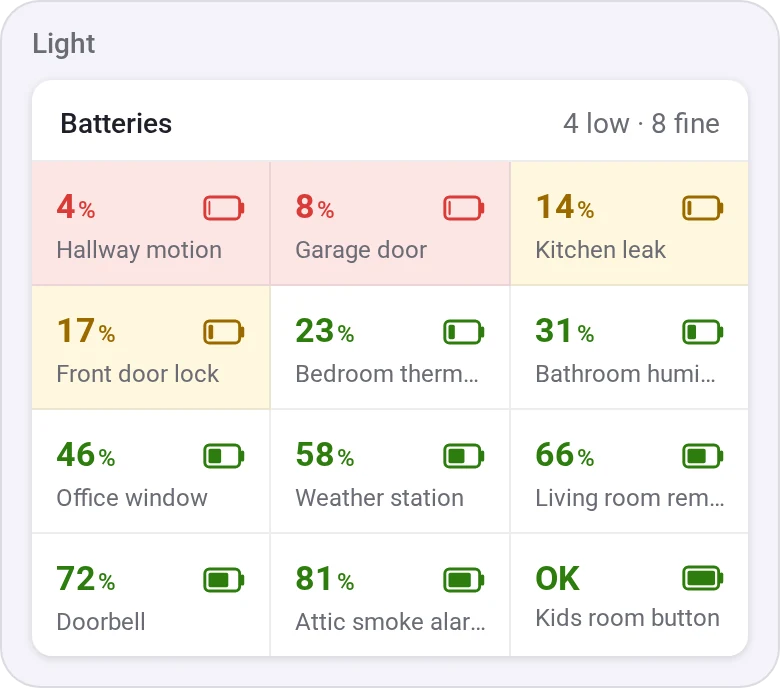 Light
Batteries 4 low · 8 fine
4% 8% 14%
Hallway motion Garage door Kitchen leak
17% 23% 31%
Front door lock Bedroom therm... Bathroom humi...
46% 58% 66%
Office window Weather station Living room rem...
72% 81% OK
Doorbell Attic smoke alar... Kids room button